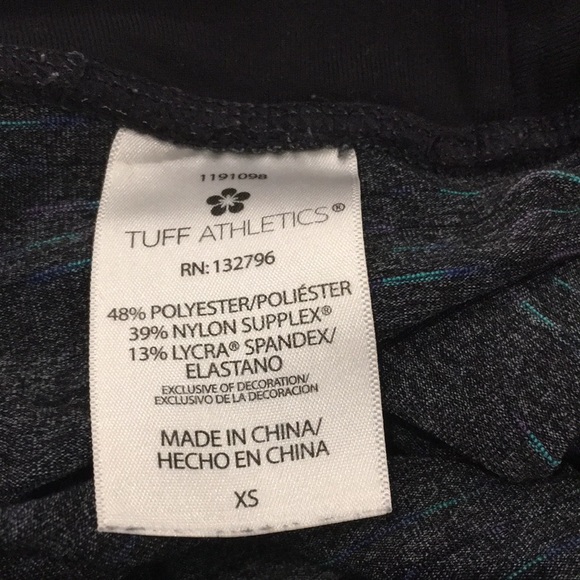 1191098
TUFF ATHLETICS®
RN: 132796
48% POLYESTER/POLIÉSTER
39% NYLON SUPPLEX®
13% LYCRA® SPANDEX/
ELASTANO
EXCLUSIVE OF DECORATION/
EXCLUSIVO DE LA DECORACION
MADE IN CHINA/
HECHO EN CHINA
XS